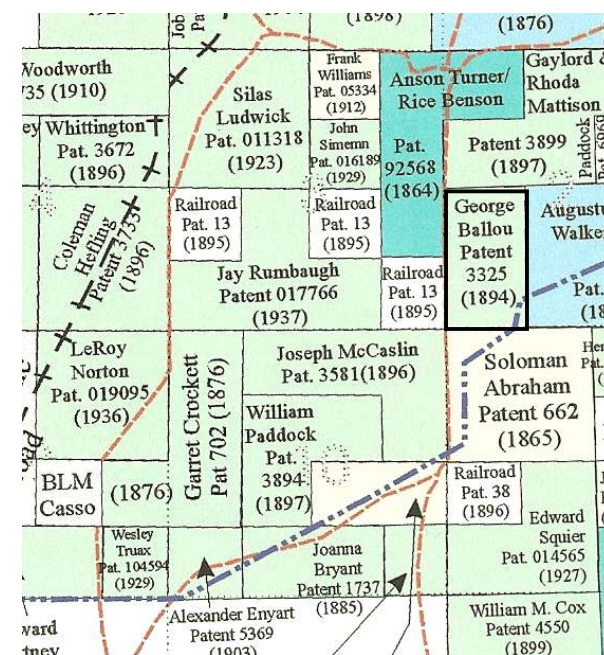 (1898)
(1876)
Woodworth
735 (1910)
Whittington
Pat. 3672
(1896)
Coleman
Hefling
Patent 3733
(1896)
Silas
Ludwick
Pat. 011318
(1923)
Frank
Williams
Pat. 05334
(1912)
John
Simemn
Pat. 016189
(1929)
Anson Turner/
Rice Benson
Pat.
92568
(1864)
Gaylord &
Rhoda
Mattison
Patent 3899
(1897)
Paddock
Railroad
Pat. 13
(1895)
Railroad
Pat. 13
(1895)
Jay Rumbaugh
Patent 017766
(1937)
Railroad
Pat. 13
(1895)
George
Ballou
Patent
3325
(1894)
Walke
Pat.
LeRoy
Norton
Pat. 019095
(1936)
Garret Crockett
Pat 702 (1876)
Joseph McCaslin
Pat. 3581(1896)
William
Paddock
Pat.
3894
(1897)
10
Soloman
Abraham
Patent 662
(1865)
BLM
Casso
(1876)
Railroad
Pat. 38
(1896)
Edward
Squier
Pat. 014565
(1927)
Wesley
Truax
Pat. 104594
(1929)
Joanna
Bryant
Patent 1737
(1885)
Alexander Enyart
Patent 5369
(1903)
William M. Cox
Patent 4550
(1899)